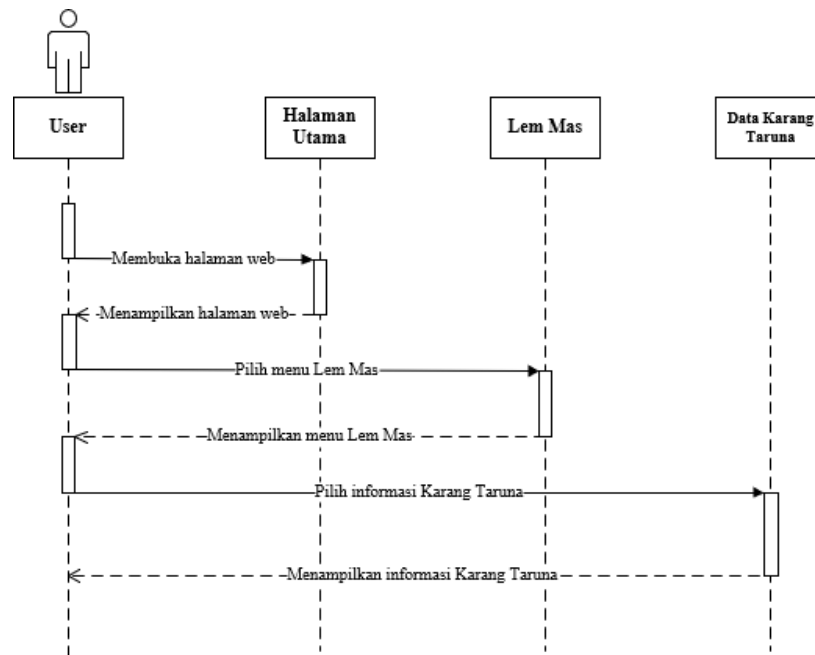 User
Halaman
Utama
Lem Mas
Data Karang
Taruna
Membuka halaman web
Menampilkan halaman web
Pilih menu Lem Mas
Menampilkan menu Lem Mas
Pilih informasi Karang Taruna
Menampilkan informasi Karang Taruna